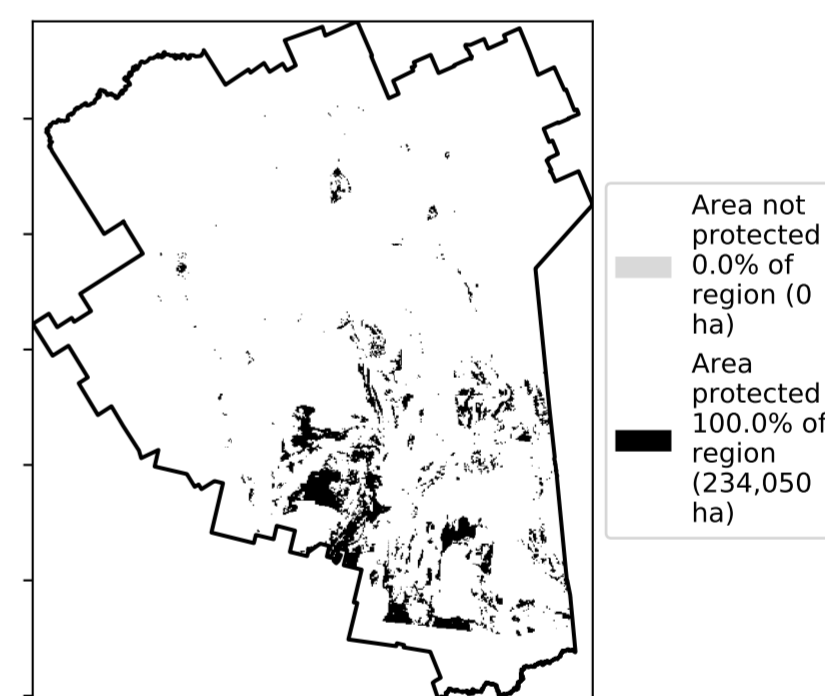 Area not
protected
0.0% of
region (0
ha)
Area
protected
100.0% of
region
(234,050
ha)